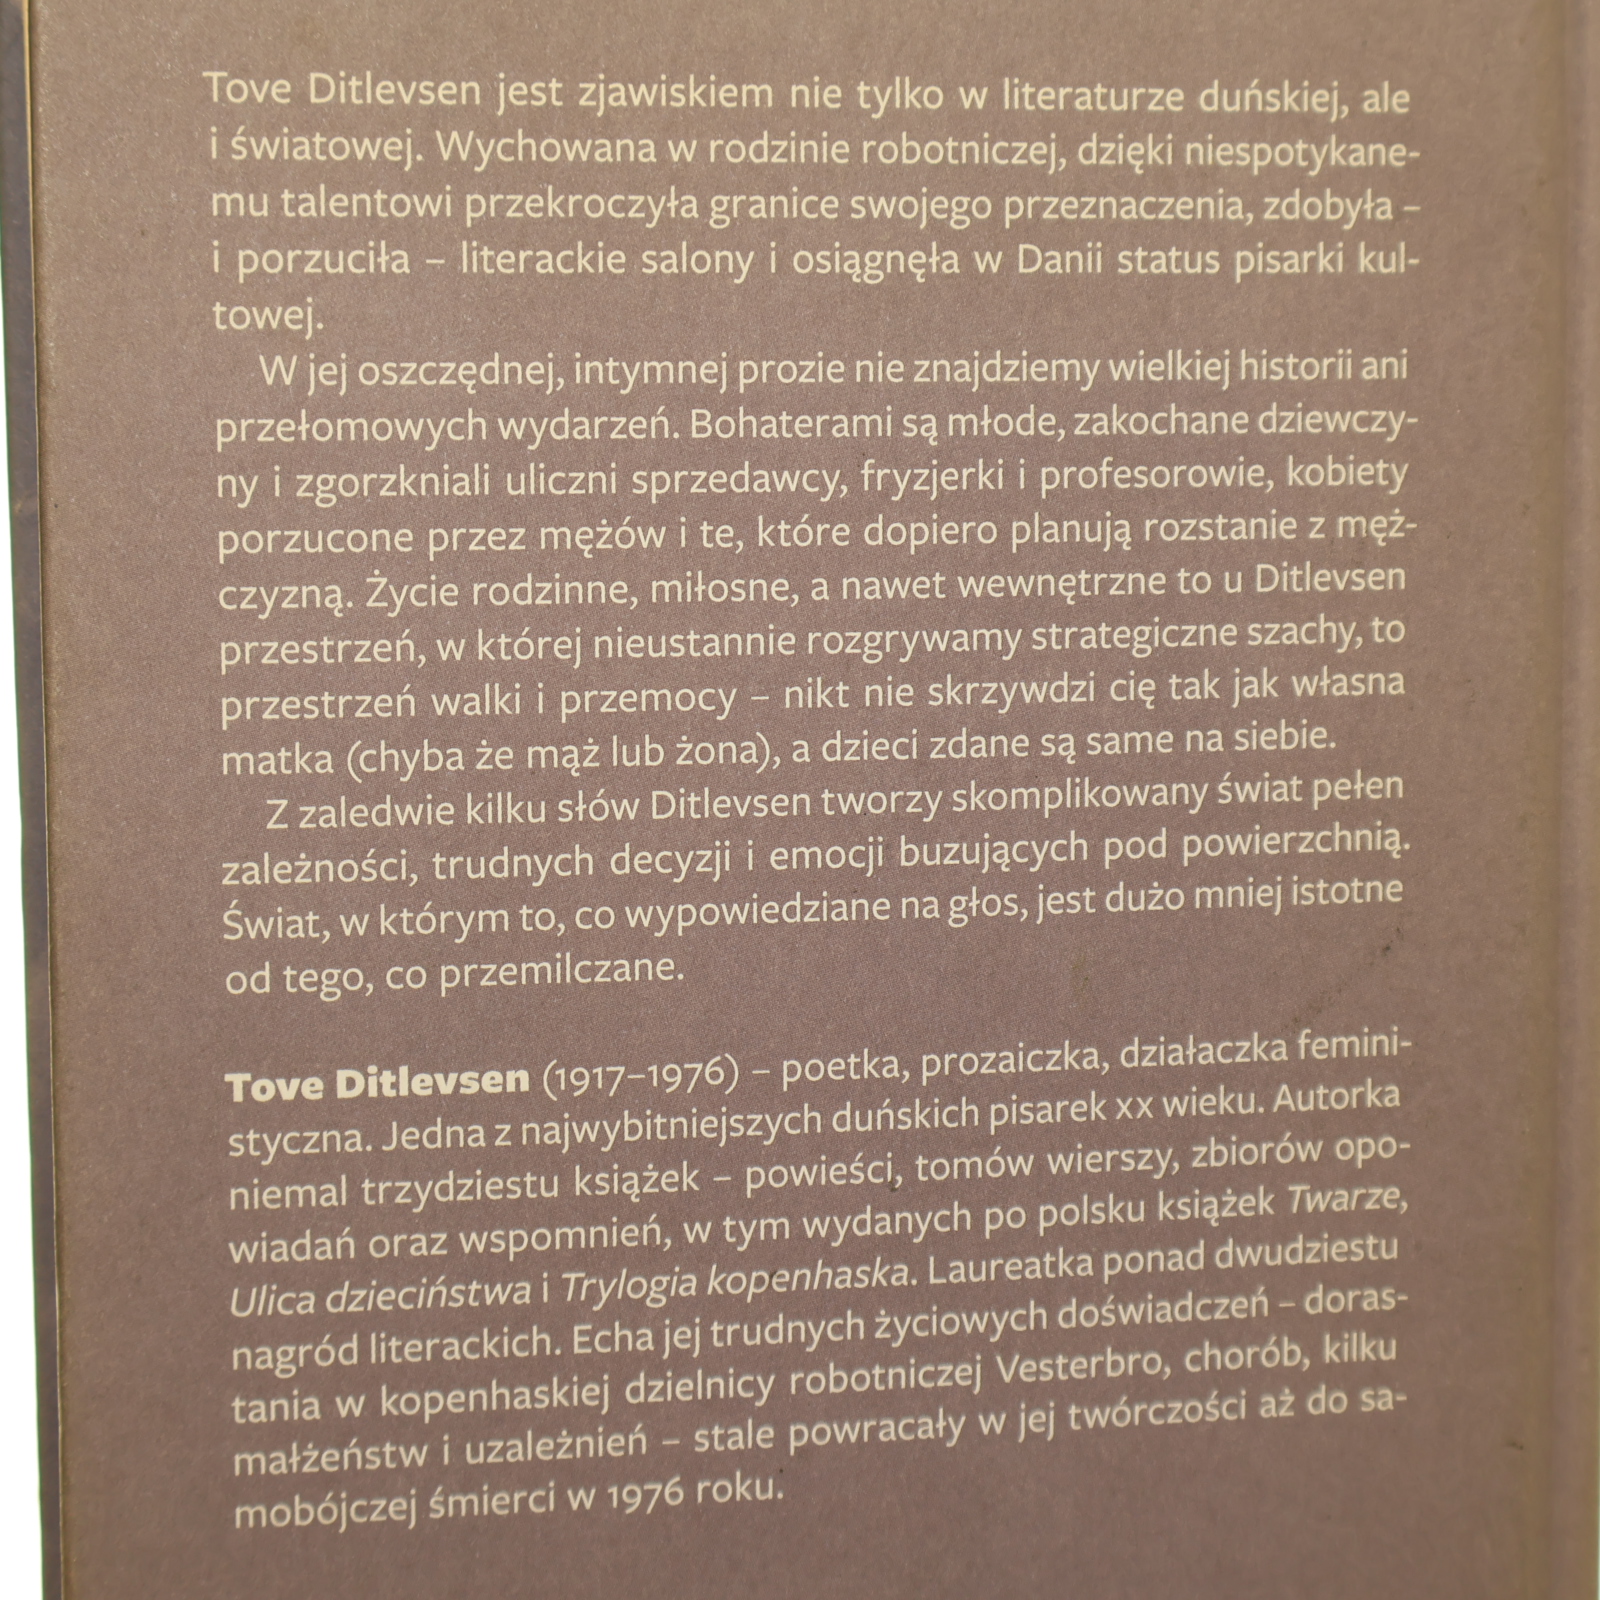 Tove Ditlevsen jest zjawiskiem nie tylko w literaturze duńskiej, ale
i światowej. Wychowana w rodzinie robotniczej, dzięki niespotykane-
mu talentowi przekroczyła granice swojego przeznaczenia, zdobyła –
i porzuciła – literackie salony i osiągnęła w Danii status pisarki kul-
towej.
W jej oszczędnej, intymnej prozie nie znajdziemy wielkiej historii ani
przełomowych wydarzeń. Bohaterami są młode, zakochane dziewczy-
ny i zgorzkniali uliczni sprzedawcy, fryzjerki i profesorowie, kobiety
porzucone przez mężów i te, które dopiero planują rozstanie z męż-
czyzną. Życie rodzinne, miłosne, a nawet wewnętrzne to u Ditlevsen
przestrzeń, w której nieustannie rozgrywamy strategiczne szachy, to
przestrzeń walki i przemocy – nikt nie skrzywdzi cię tak jak własna
matka (chyba że mąż lub żona), a dzieci zdane są same na siebie.
Z zaledwie kilku słów Ditlevsen tworzy skomplikowany świat pełen
zależności, trudnych decyzji i emocji buzujących pod powierzchnią.
Świat, w którym to, co wypowiedziane na głos, jest dużo mniej istotne
od tego, co przemilczane.
Tove Ditlevsen (1917–1976) – poetka, prozaiczka, działaczka femini-
styczna. Jedna z najwybitniejszych duńskich pisarek XX wieku. Autorka
niemal trzydziestu książek – powieści, tomów wierszy, zbiorów opo-
wiadań oraz wspomnień, w tym wydanych po polsku książek Twarze,
Ulica dzieciństwa i Trylogia kopenhaska. Laureatka ponad dwudziestu
nagród literackich. Echa jej trudnych życiowych doświadczeń – doras-
tania w kopenhaskiej dzielnicy robotniczej Vesterbro, chorób, kilku
małżeństw i uzależnień – stale powracały w jej twórczości aż do sa-
mobójczej śmierci w 1976 roku.